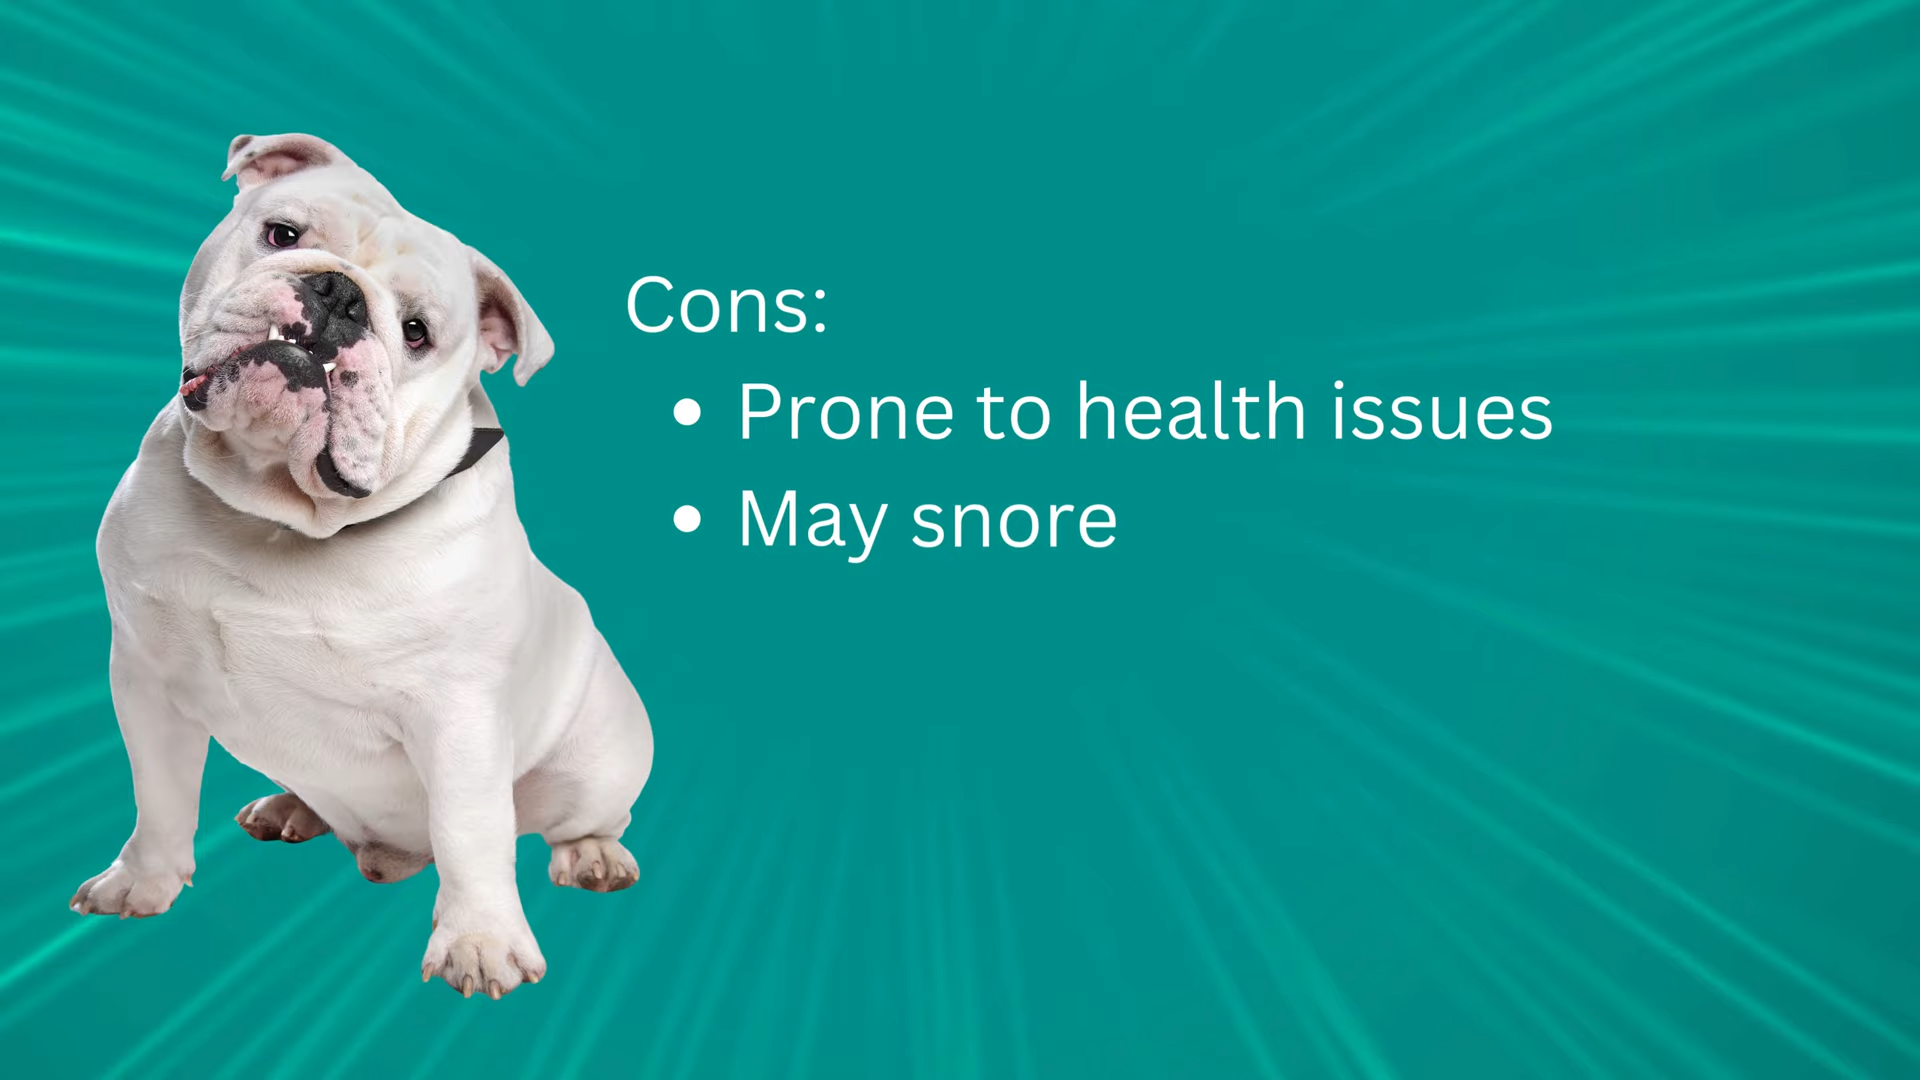 Cons:
• Prone to health issues
• May snore